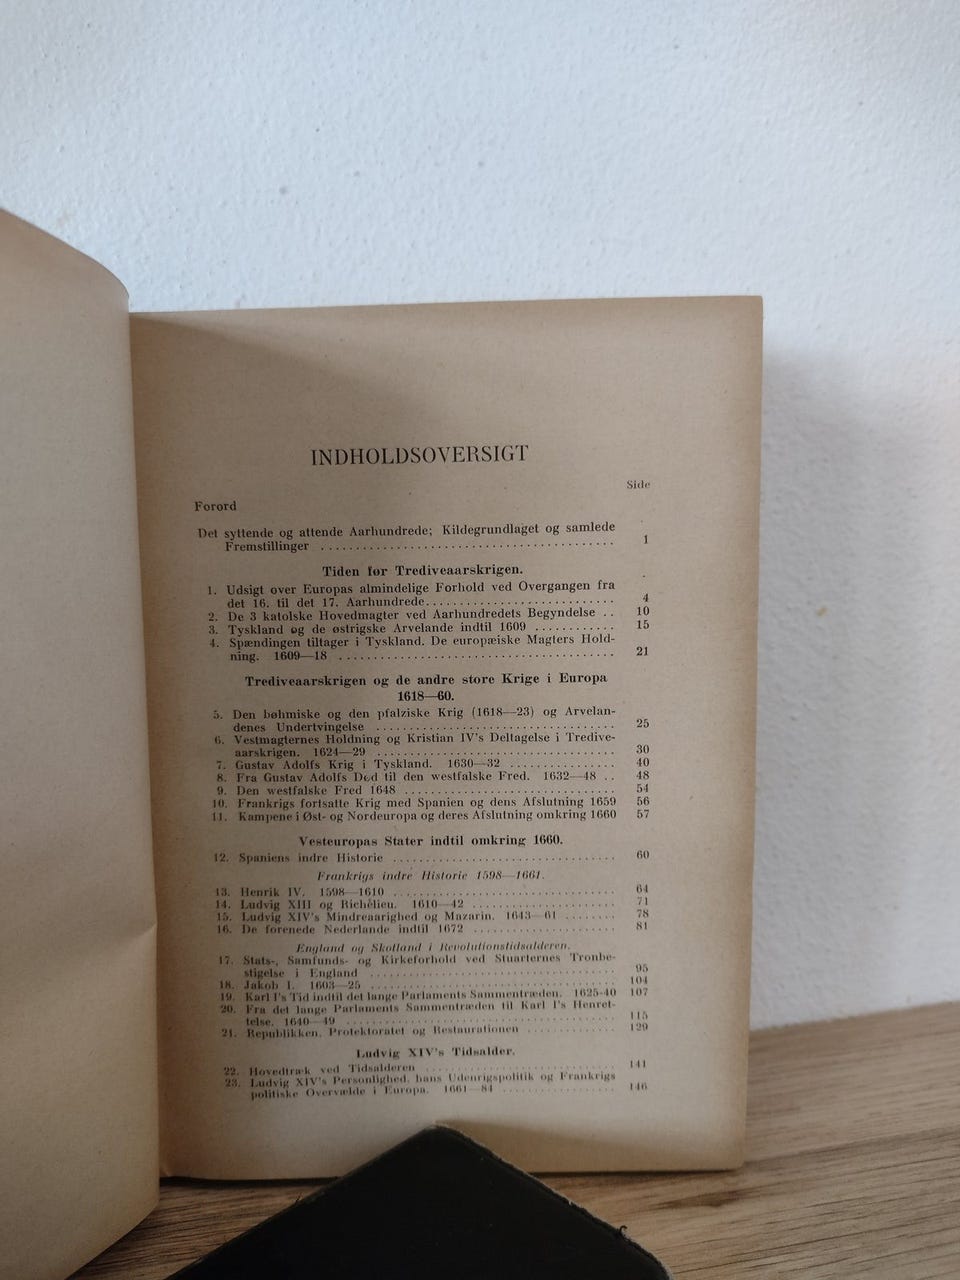 INDHOLDSOVERSIGT
Side
Forord
Det syttende og attende Aarhundrede; Kildegrundlaget og samlede
Fremstillinger ........................................ 1
Tiden før Trediveaarskrigen.
1. Udsigt over Europas almindelige Forhold ved Overgangen fra
det 16. til det 17. Aarhundrede.......................... 4
2. De 3 katolske Hovedmagter ved Aarhundredets Begyndelse .. 10
3. Tyskland og de østrigske Arvelande indtil 1609 ........... 15
4. Spændingen tiltager i Tyskland. De europæiske Magters Hold-
ning. 1609—18 ...................................... 21
Trediveaarskrigen og de andre store Krige i Europa
1618—60.
5. Den bøhmiske og den pfalziske Krig (1618—23) og Arvelan-
denes Undertvingelse ................................. 25
6. Vestmagternes Holdning og Kristian IV's Deltagelse i Tredive-
aarskrigen. 1624—29 ................................. 30
7. Gustav Adolfs Krig i Tyskland. 1630—32 ............... 40
8. Fra Gustav Adolfs Død til den westfalske Fred. 1632—48 .. 48
9. Den westfalske Fred 1648 .............................. 54
10. Frankrigs fortsatte Krig med Spanien og dens Afslutning 1659 56
11. Kampene i Øst- og Nordeuropa og deres Afslutning omkring 1660 57
Vesteuropas Stater indtil omkring 1660.
12. Spaniens indre Historie ................................ 60
Frankrigs indre Historie 1598—1661.
13. Henrik IV. 1598—1610 ................................ 64
14. Ludvig XIII og Richêlieu. 1610—42 .................... 71
15. Ludvig XIV's Mindreaarighed og Mazarin. 1643—61 ........ 78
16. De forenede Nederlande indtil 1672 ..................... 81
England og Skotland i Revolutionstidsalderen.
17. Stats-, Samfunds- og Kirkeforhold ved Stuarternes Tronbe-
stigelse i England ................................... 95
18. Jakob I. 1603—25 .................................... 104
19. Karl I's Tid indtil det lange Parlaments Sammentræden. 1625-40 107
20. Fra det lange Parlaments Sammentræden til Karl I's Henret-
telse. 1640—49 ...................................... 115
21. Republikken, Protektoratet og Restaurationen ............ 129
Ludvig XIV's Tidsalder.
22. Hovedtræk ved Tidsalderen ............................ 141
23. Ludvig XIV's Personlighed, hans Udenrigspolitik og Frankrigs
politiske Overvælde i Europa. 1661—84 ................ 146